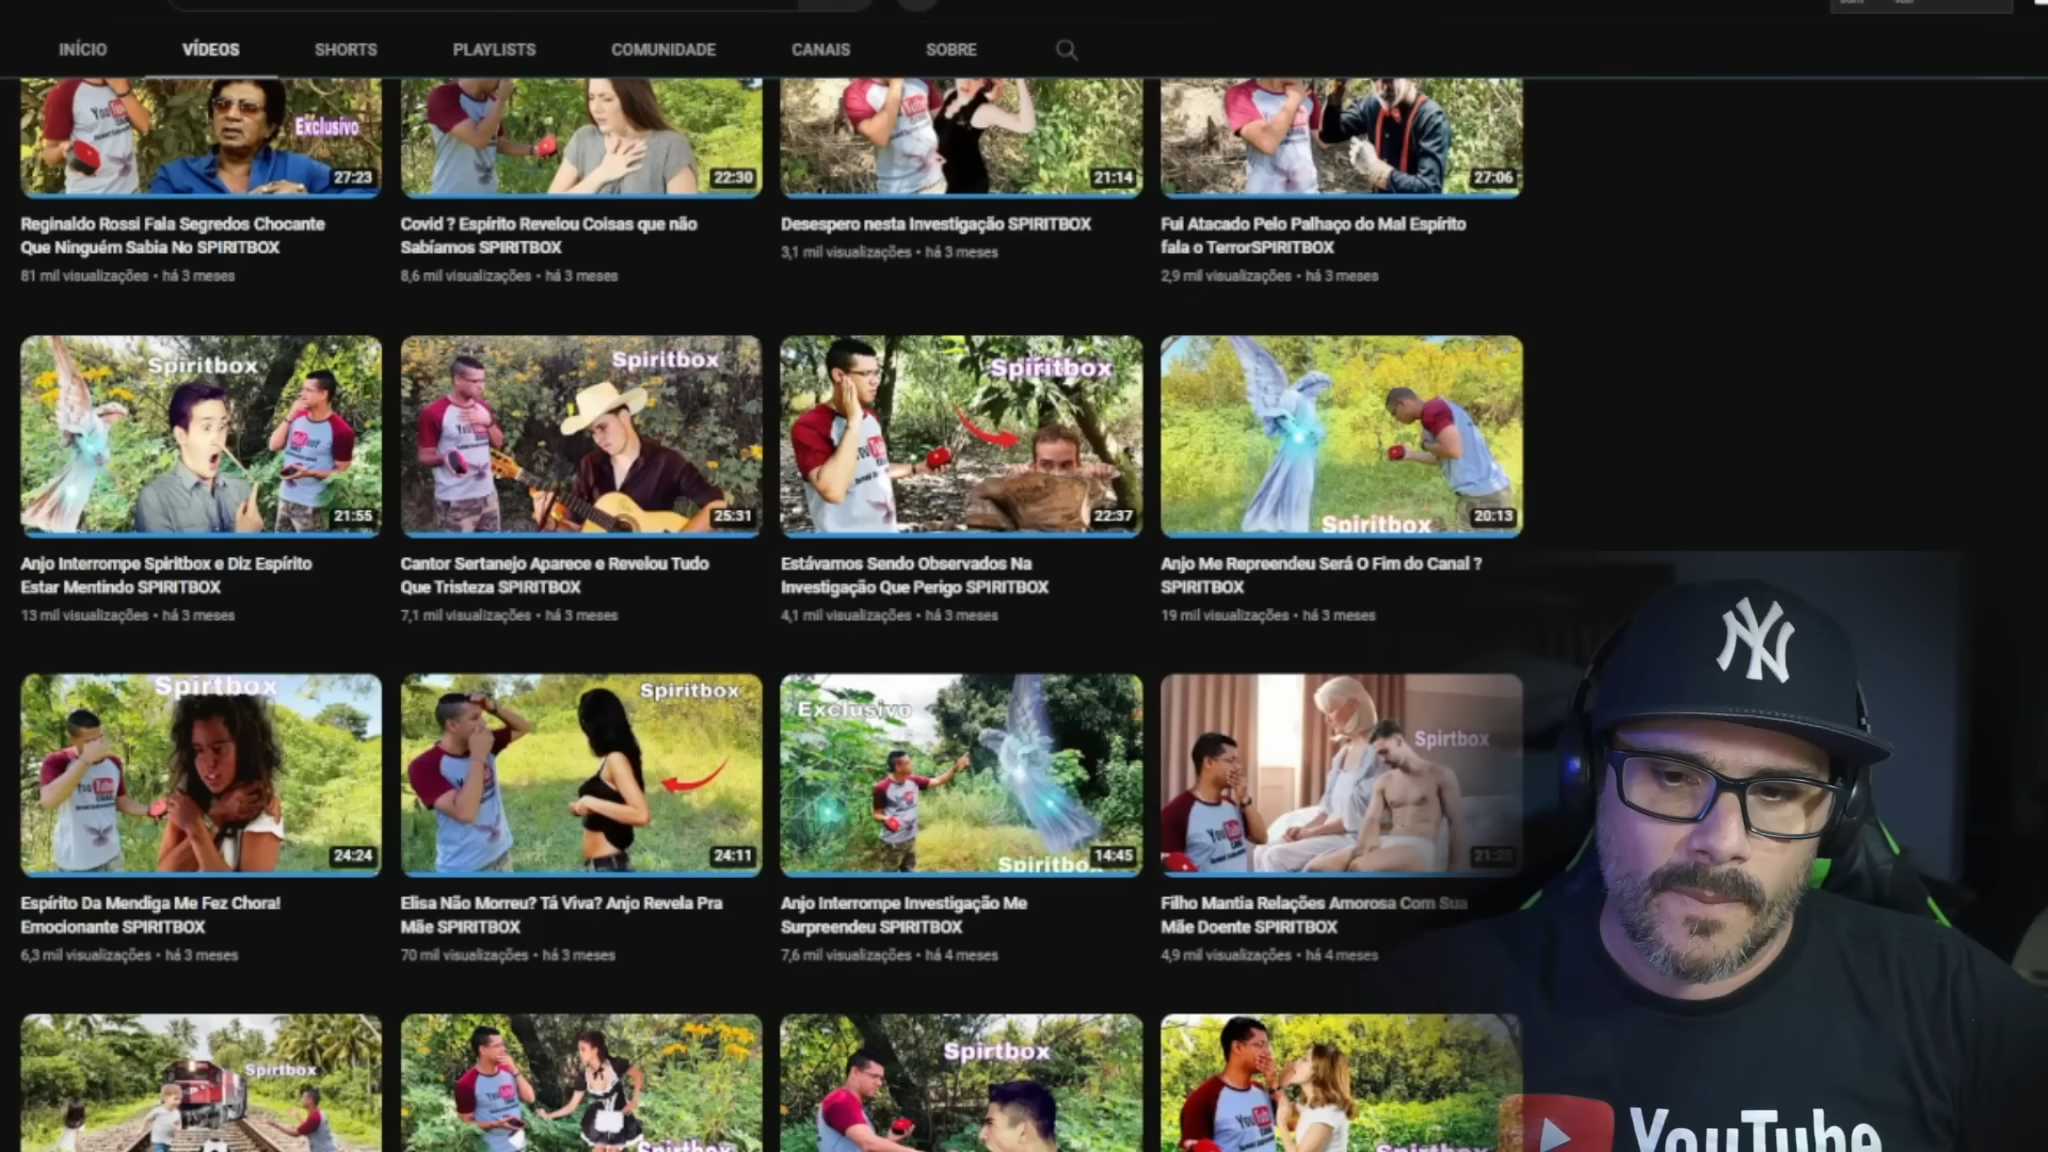 INÍCIO VÍDEOS SHORTS PLAYLISTS COMUNIDADE CANAIS SOBRE
Exclusivo
27:23
22:30
21:14
27:06
Reginaldo Rossi Fala Segredos Chocante
Que Ninguém Sabia No SPIRITBOX
81 mil visualizações • há 3 meses
Covid ? Espírito Revelou Coisas que não
Sabíamos SPIRITBOX
8,6 mil visualizações • há 3 meses
Desespero nesta Investigação SPIRITBOX
3,1 mil visualizações • há 3 meses
Fui Atacado Pelo Palhaço do Mal Espírito
fala o TerrorSPIRITBOX
2,9 mil visualizações • há 3 meses
Spiritbox
21:55
Spiritbox
25:31
Spiritbox
22:37
Spiritbox
20:13
Anjo Interrompe Spiritbox e Diz Espírito
Estar Mentindo SPIRITBOX
13 mil visualizações • há 3 meses
Cantor Sertanejo Aparece e Revelou Tudo
Que Tristeza SPIRITBOX
7,1 mil visualizações • há 3 meses
Estávamos Sendo Observados Na
Investigação Que Perigo SPIRITBOX
4,1 mil visualizações • há 3 meses
Anjo Me Repreendeu Será O Fim do Canal ?
SPIRITBOX
19 mil visualizações • há 3 meses
NY
Spirtbox
24:24
Spiritbox
24:11
Exclusivo
Spiritbo
14:45
Spirtbox
21:25
Espírito Da Mendiga Me Fez Chora!
Emocionante SPIRITBOX
6,3 mil visualizações • há 3 meses
Elisa Não Morreu? Tá Viva? Anjo Revela Pra
Mãe SPIRITBOX
70 mil visualizações • há 3 meses
Anjo Interrompe Investigação Me
Surpreendeu SPIRITBOX
7,6 mil visualizações • há 4 meses
Filho Mantia Relações Amorosa Com Sua
Mãe Doente SPIRITBOX
4,9 mil visualizações • há 4 meses
Spirtbox
Spiritbox
Spirtbox
Spiritbox
YouTube